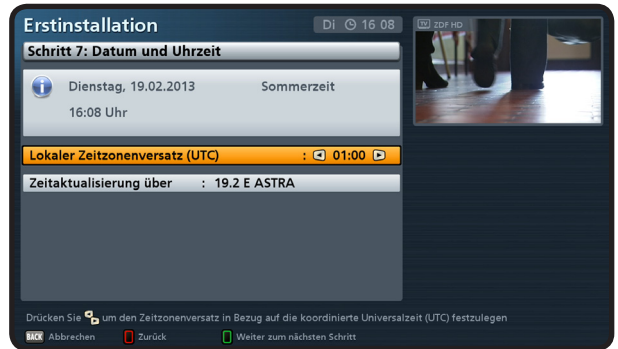 Erstinstallation
Di 16 08
TV ZDF HD
Schritt 7: Datum und Uhrzeit
Dienstag, 19.02.2013 Sommerzeit
16:08 Uhr
Lokaler Zeitzonenversatz (UTC) : 01:00
Zeitaktualisierung über : 19.2 E ASTRA
Drücken Sie um den Zeitzonenversatz in Bezug auf die koordinierte Universalzeit (UTC) festzulegen
BACK Abbrechen Zurück Weiter zum nächsten Schritt